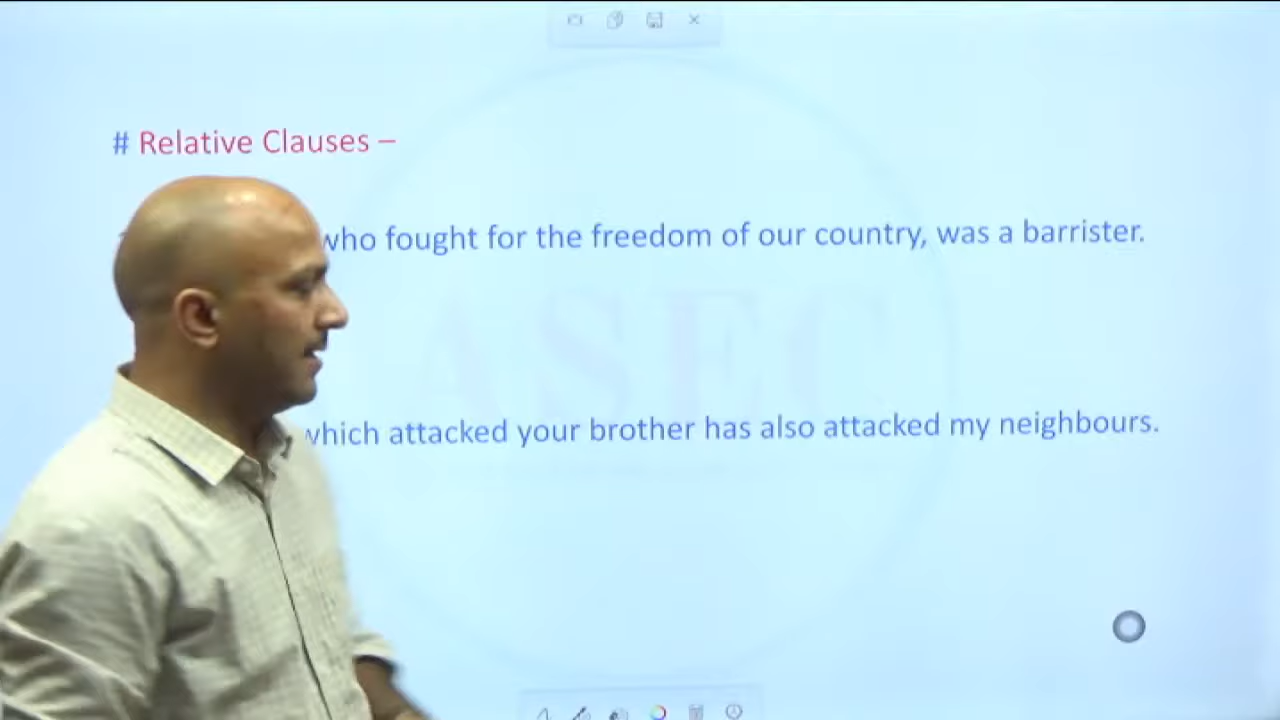 # Relative Clauses –
who fought for the freedom of our country, was a barrister.
which attacked your brother has also attacked my neighbours.
ASEC